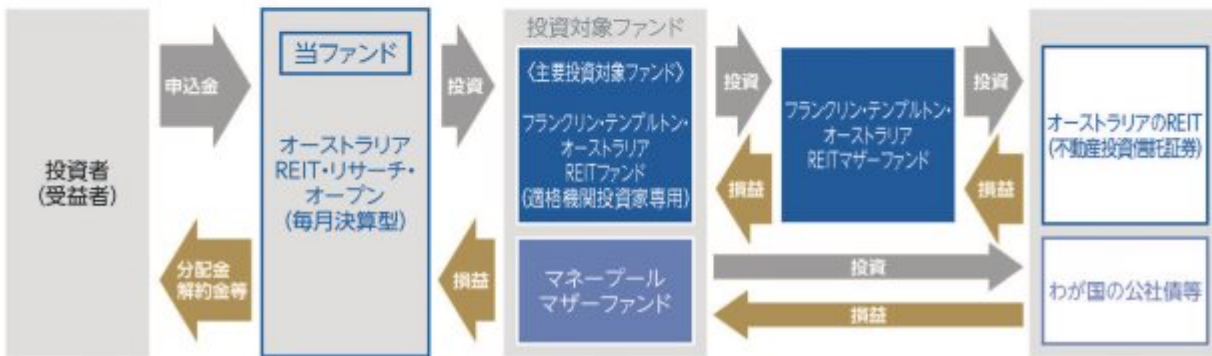 投資者
(受益者)
申込金
分配金
解約金等
当ファンド
オーストラリア
REIT・リサーチ・
オープン
(毎月決算型)
投資
損益
投資対象ファンド
〈主要投資対象ファンド〉
フランクリン・テンプルトン・
オーストラリア
REITファンド
(適格機関投資家専用)
マネープール
マザーファンド
投資
損益
フランクリン・テンプルトン・
オーストラリア
REITマザーファンド
投資
損益
投資
損益
オーストラリアのREIT
(不動産投資信託証券)
わが国の公社債等